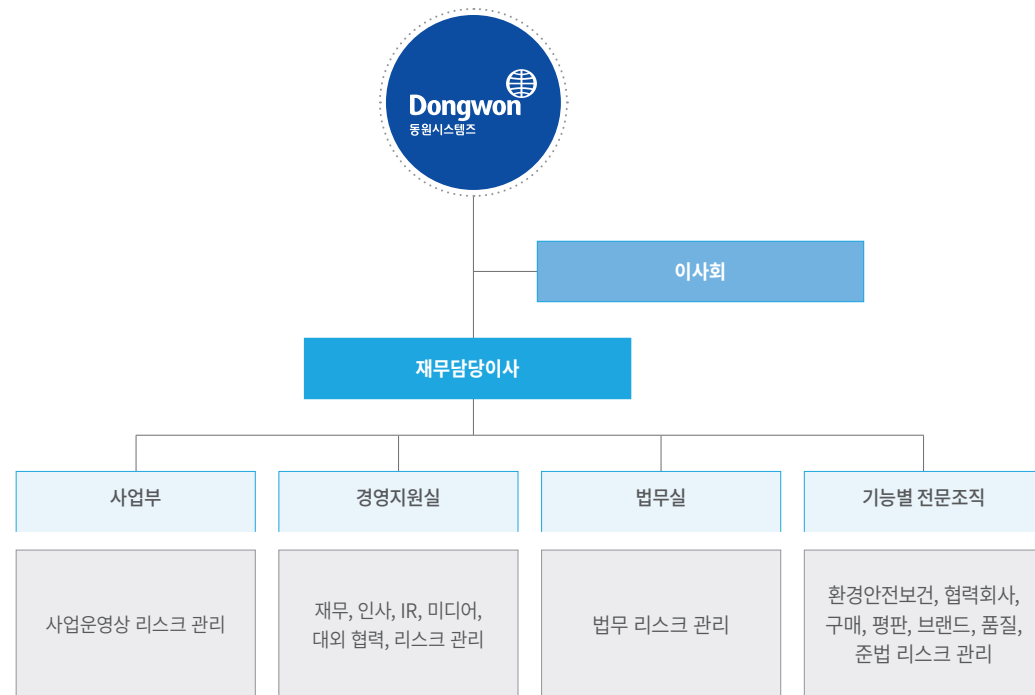 Dongwon
동원시스템즈
이사회
재무담당이사
사업부
경영지원실
법무실
기능별 전문조직
사업운영상 리스크 관리
재무, 인사, IR, 미디어,
대외 협력, 리스크 관리
법무 리스크 관리
환경안전보건, 협력회사,
구매, 평판, 브랜드, 품질,
준법 리스크 관리